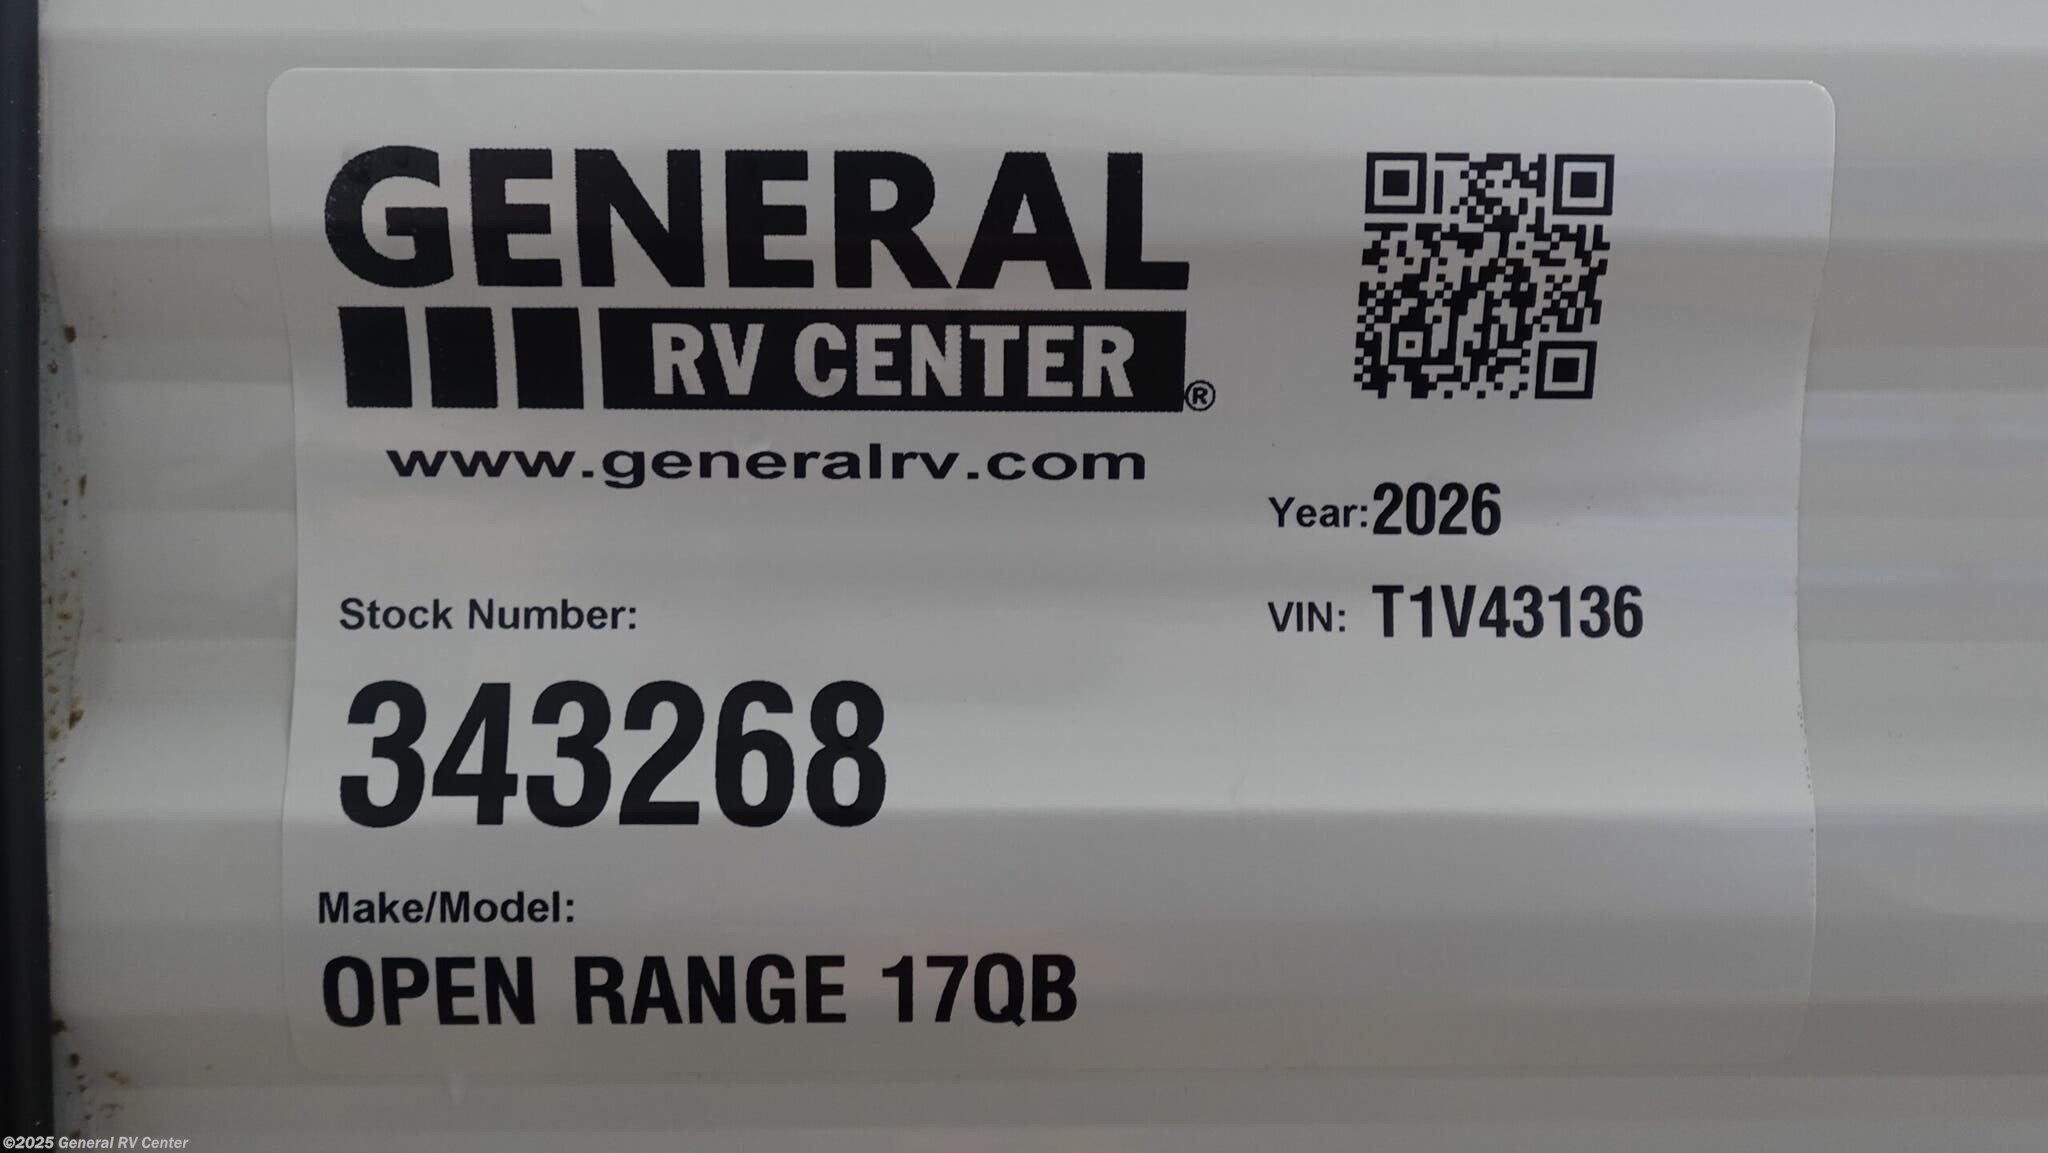 GENERAL
RV CENTER®
www.generalrv.com
Year: 2026
VIN: T1V43136
Stock Number:
343268
Make/Model:
OPEN RANGE 17QB
©2025 General RV Center